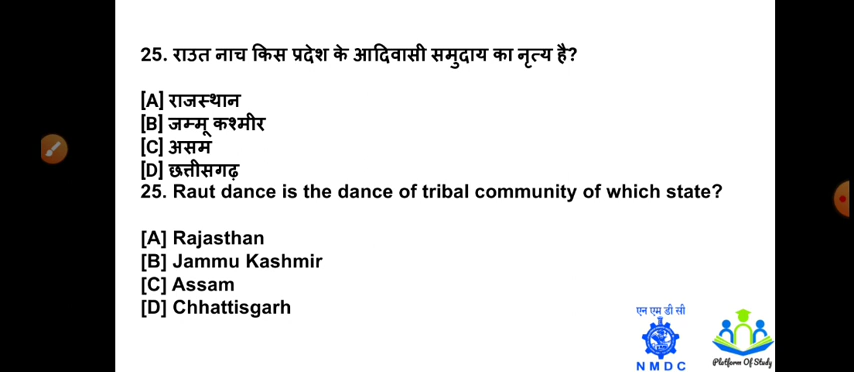 25. राउत नाच किस प्रदेश के आदिवासी समुदाय का नृत्य है?
[A] राजस्थान
[B] जम्मू कश्मीर
[C] असम
[D] छत्तीसगढ़
25. Raut dance is the dance of tribal community of which state?
[A] Rajasthan
[B] Jammu Kashmir
[C] Assam
[D] Chhattisgarh
एन एम डी सी
NMDC
Platform Of Study